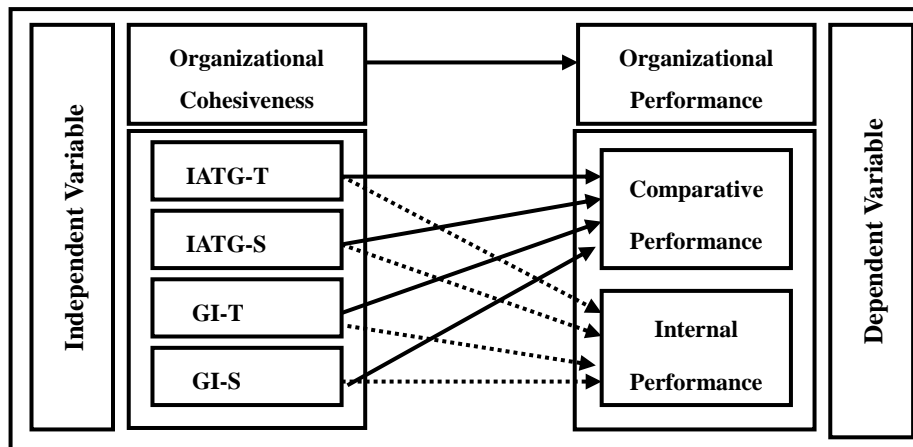 Independent Variable
Organizational
Cohesiveness
IATG-T
IATG-S
GI-T
GI-S
Organizational
Performance
Comparative
Performance
Internal
Performance
Dependent Variable